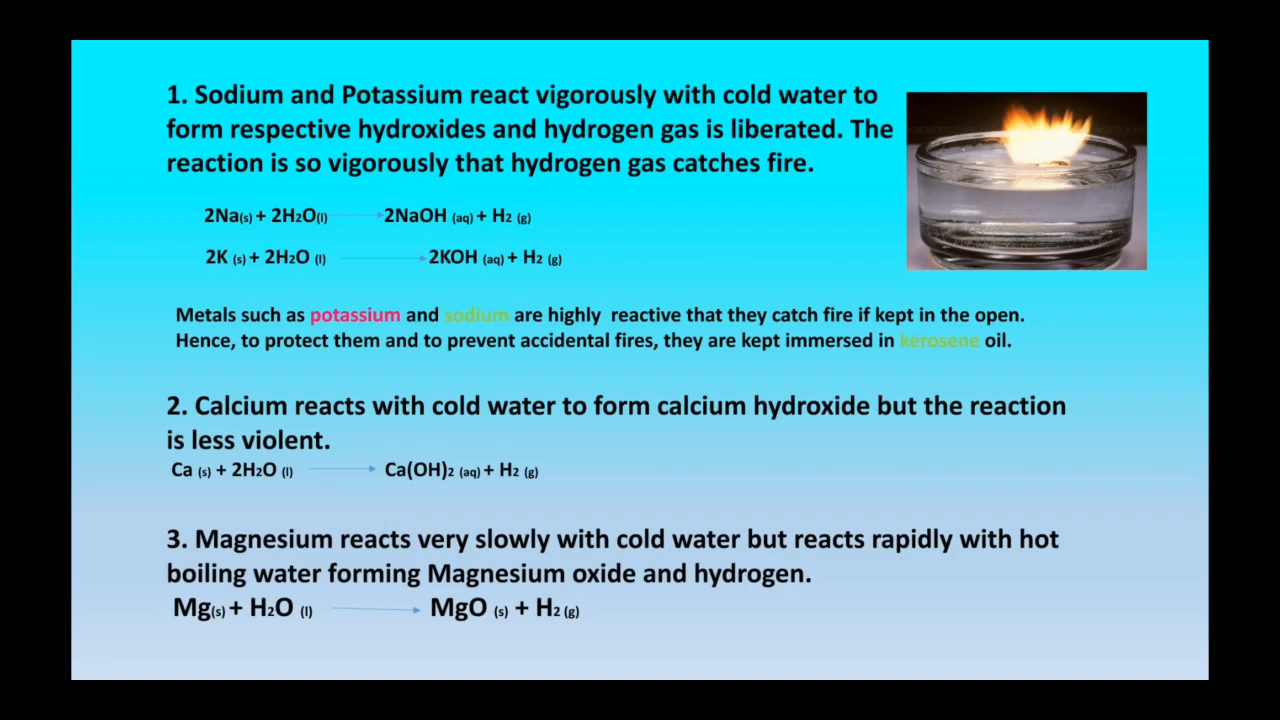 1. Sodium and Potassium react vigorously with cold water to
form respective hydroxides and hydrogen gas is liberated. The
reaction is so vigorously that hydrogen gas catches fire.
2Na(s) + 2H2O(l) 2NaOH (aq) + H2 (g)
2K (s) + 2H2O (l) 2KOH (aq) + H2 (g)
Metals such as potassium and sodium are highly reactive that they catch fire if kept in the open.
Hence, to protect them and to prevent accidental fires, they are kept immersed in kerosene oil.
2. Calcium reacts with cold water to form calcium hydroxide but the reaction
is less violent.
Ca (s) + 2H2O (l) Ca(OH)2 (aq) + H2 (g)
3. Magnesium reacts very slowly with cold water but reacts rapidly with hot
boiling water forming Magnesium oxide and hydrogen.
Mg(s) + H2O (l) MgO (s) + H2 (g)